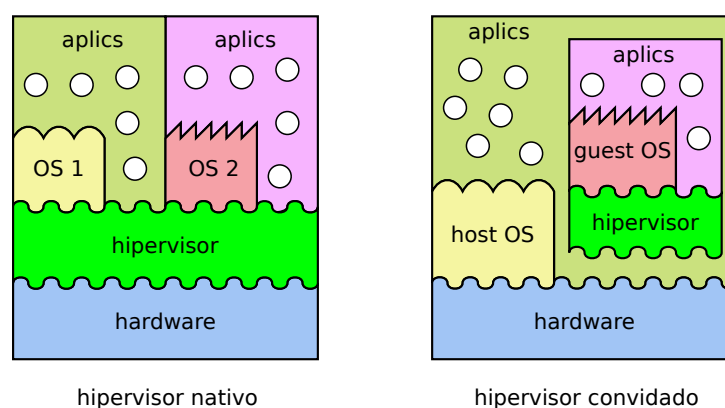 aplics
aplics
OS 1
OS 2
hipervisor
hardware
hipervisor nativo
aplics
aplics
guest OS
host OS
hipervisor
hardware
hipervisor convidado